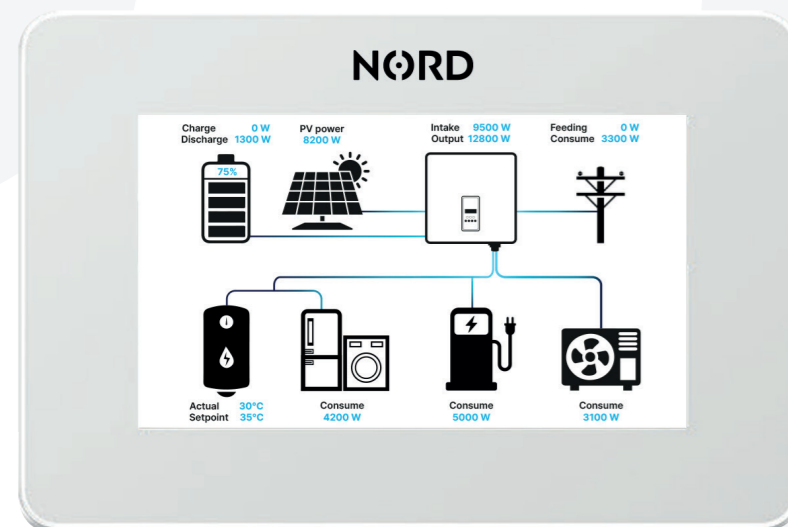 NORD
Charge 0 W
Discharge 1300 W
PV power
8200 W
Intake 9500 W
Output 12800 W
Feeding 0 W
Consume 3300 W
75%
Actual 30°C
Setpoint 35°C
Consume
4200 W
Consume
5000 W
Consume
3100 W